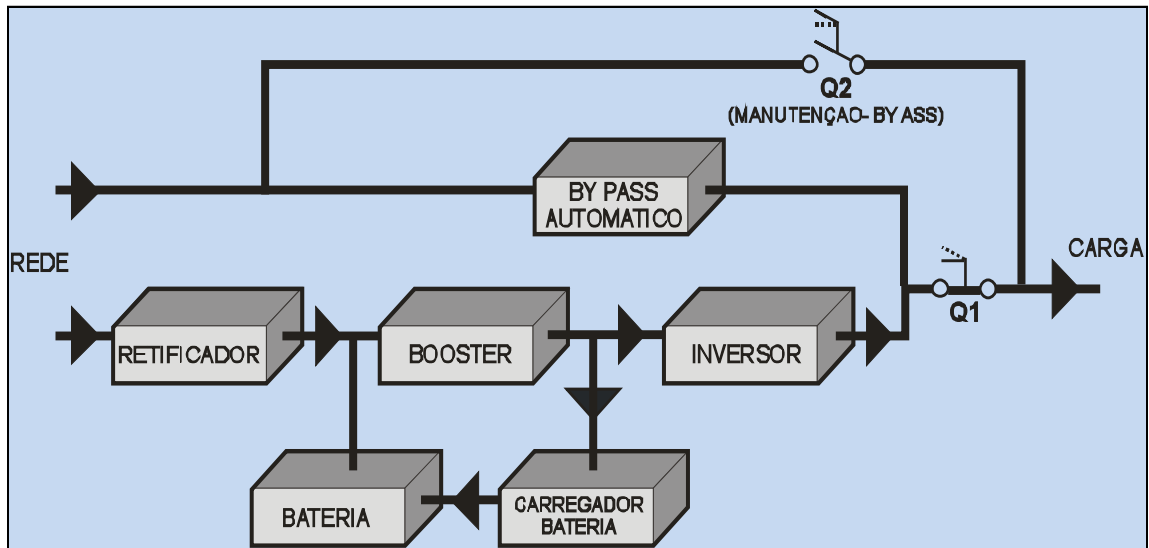 Q2
(MANUTENÇAO- BY ASS)
BY PASS
AUTOMATICO
REDE
CARGA
Q1
RETIFICADOR
BOOSTER
INVERSOR
BATERIA
CARREGADOR
BATERIA